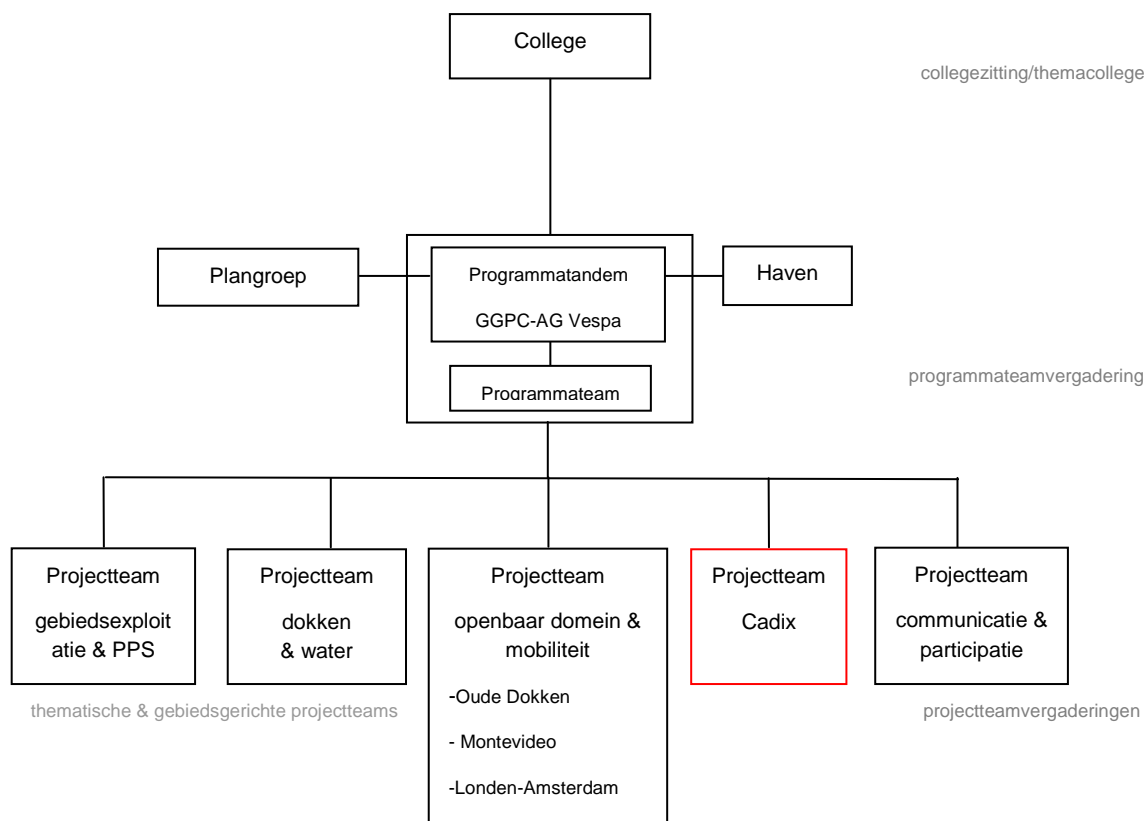 College
collegezitting/themacollege
Plangroep
Programmatandem
GGPC-AG Vespa
Haven
Programmateam
programmateamvergadering
Projectteam
gebiedsexploit
atie & PPS
Projectteam
dokken
& water
Projectteam
openbaar domein &
mobiliteit
-Oude Dokken
- Montevideo
-Londen-Amsterdam
Projectteam
Cadix
Projectteam
communicatie &
participatie
thematische & gebiedsgerichte projectteams
projectteamvergaderingen